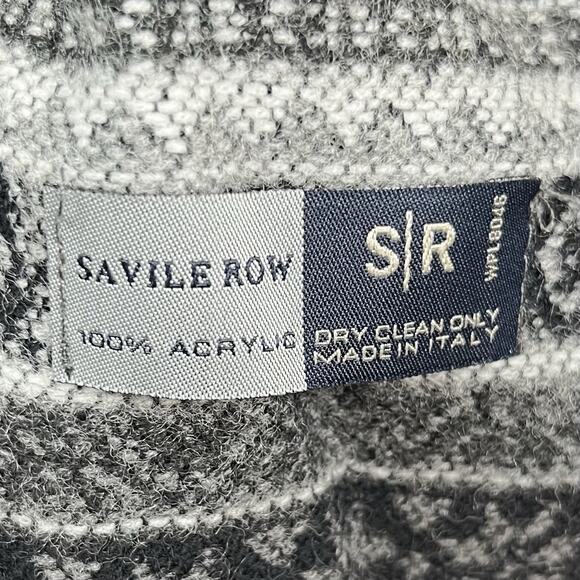 SAVILE ROW
100% ACRYLIC
S|R
WPL8046
DRY CLEAN ONLY
MADE IN ITALY